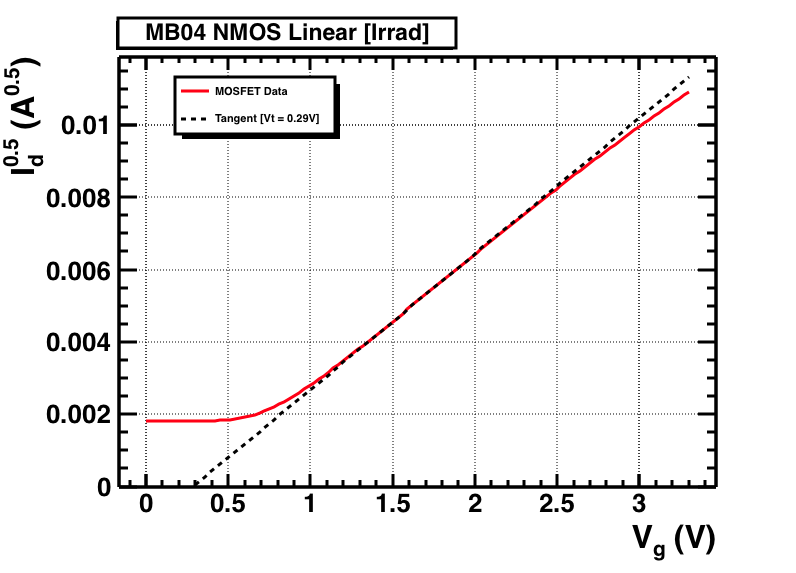 MB04 NMOS Linear [Irrad]
I_d^0.5 (A^0.5)
MOSFET Data
Tangent [Vt = 0.29V]
0.01
0.008
0.006
0.004
0.002
0
0 0.5 1 1.5 2 2.5 3
V_g (V)